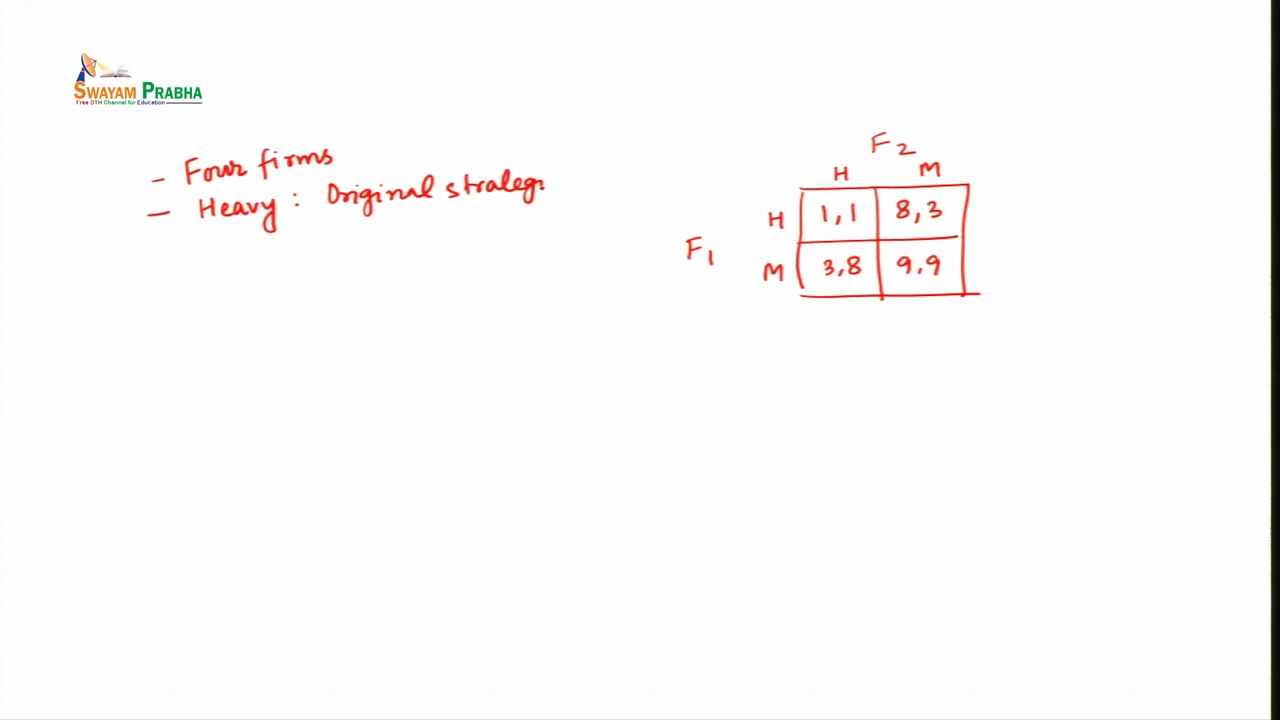 SWAYAM PRABHA
Free DTH Channel for Education
- Four firms
- Heavy : Original strateg
F2
H M
H 1,1 8,3
F1
M 3,8 9,9